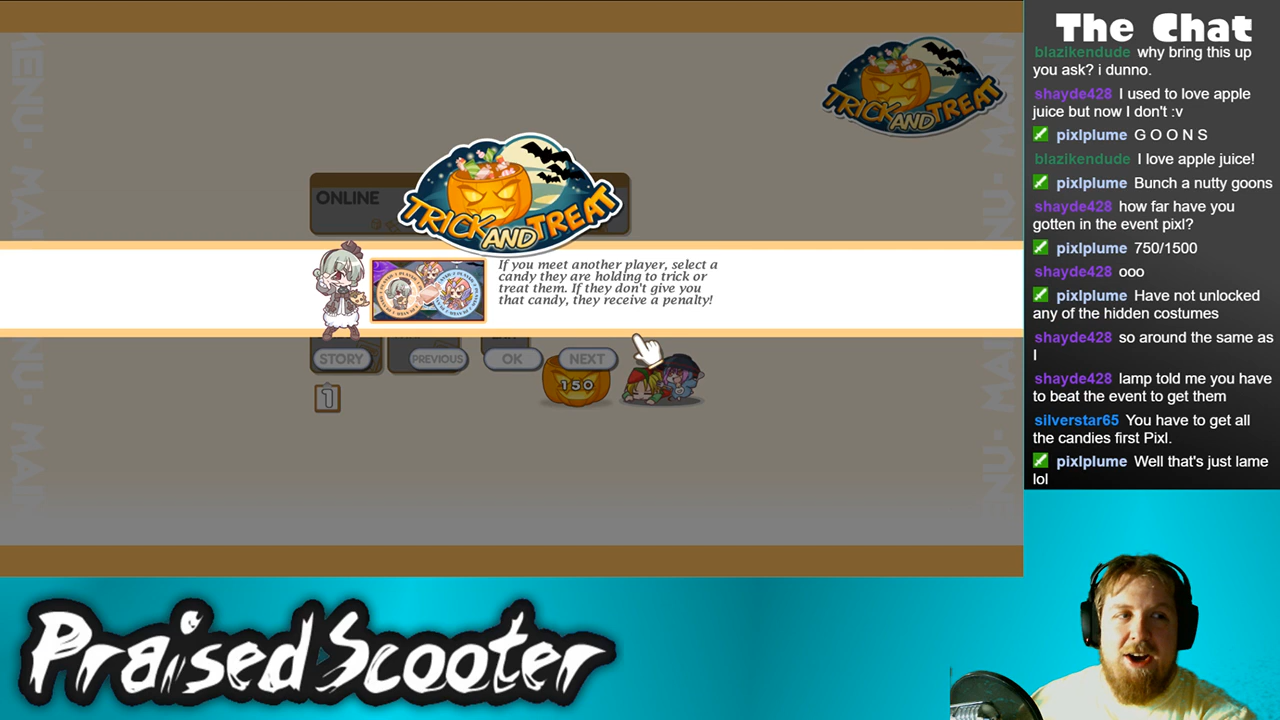 TRICK AND TREAT
ONLINE
TRICK AND TREAT
If you meet another player, select a
candy they are holding to trick or
treat them. If they don't give you
that candy, they receive a penalty!
STORY
PREVIOUS
OK
NEXT
150
1
PraisedScooter
The Chat
blazikendude why bring this up
you ask? i dunno.
shayde428 I used to love apple
juice but now I don't :v
pixlplume G O O N S
blazikendude I love apple juice!
pixlplume Bunch a nutty goons
shayde428 how far have you
gotten in the event pixl?
pixlplume 750/1500
shayde428 ooo
pixlplume Have not unlocked
any of the hidden costumes
shayde428 so around the same as
I
shayde428 lamp told me you have
to beat the event to get them
silverstar65 You have to get all
the candies first Pixl.
pixlplume Well that's just lame
lol